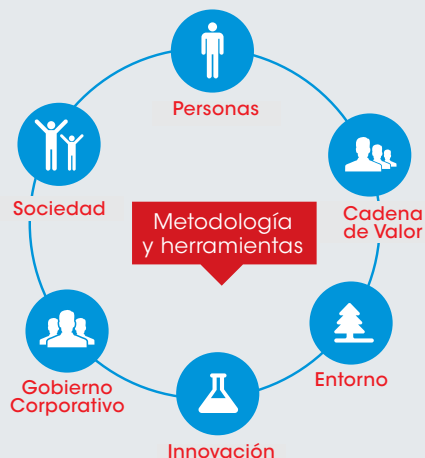 Personas
Sociedad
Cadena
de Valor
Metodología
y herramientas
Gobierno
Corporativo
Entorno
Innovación